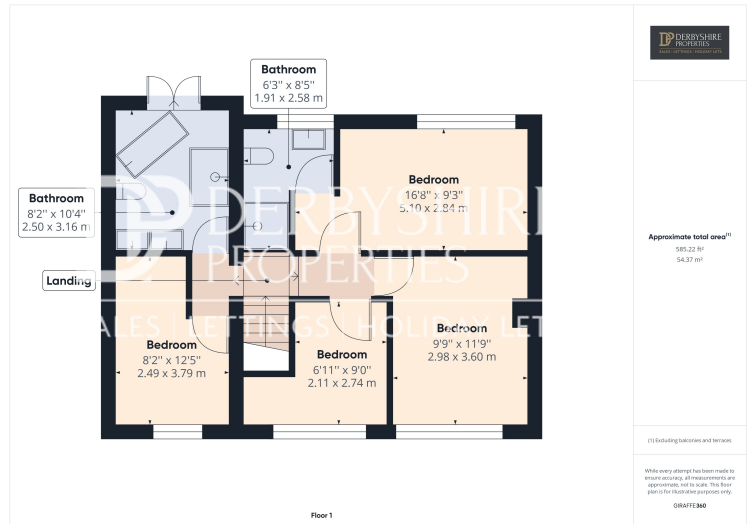 DP DERBYSHIRE
PROPERTIES
SALES | LETTINGS | HOLIDAY LETS
Bathroom
6'3'' x 8'5''
1.91 x 2.58 m
Bedroom
16'8'' x 9'3''
5.10 x 2.84 m
Bathroom
8'2'' x 10'4''
2.50 x 3.16 m
DERBYSHIRE
PROPERTIES
Landing
ALES | LETTINGS | HOLIDAY LET
Bedroom
8'2'' x 12'5''
2.49 x 3.79 m
Bedroom
6'11'' x 9'0''
2.11 x 2.74 m
Bedroom
9'9'' x 11'9''
2.98 x 3.60 m
Floor 1
Approximate total area(1)
585.22 ft²
54.37 m²
(1) Excluding balconies and terraces
While every attempt has been made to
ensure accuracy, all measurements are
approximate, not to scale. This floor
plan is for illustrative purposes only.
GIRAFFE360